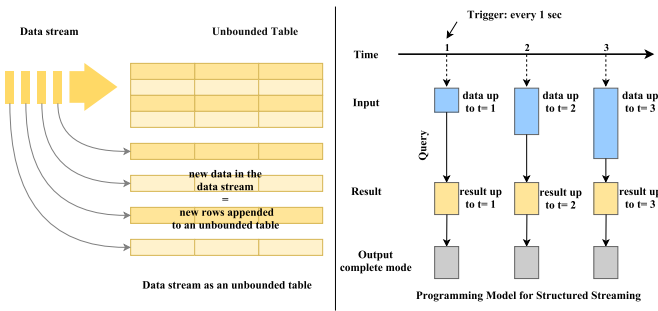 Data stream
Unbounded Table
new data in the
data stream
=
new rows appended
to an unbounded table
Data stream as an unbounded table
Trigger: every 1 sec
Time
1
2
3
Input
data up
to t= 1
data up
to t= 2
data up
to t= 3
Query
Result
result up
to t= 1
result up
to t= 2
result up
to t= 3
Output
complete mode
Programming Model for Structured Streaming